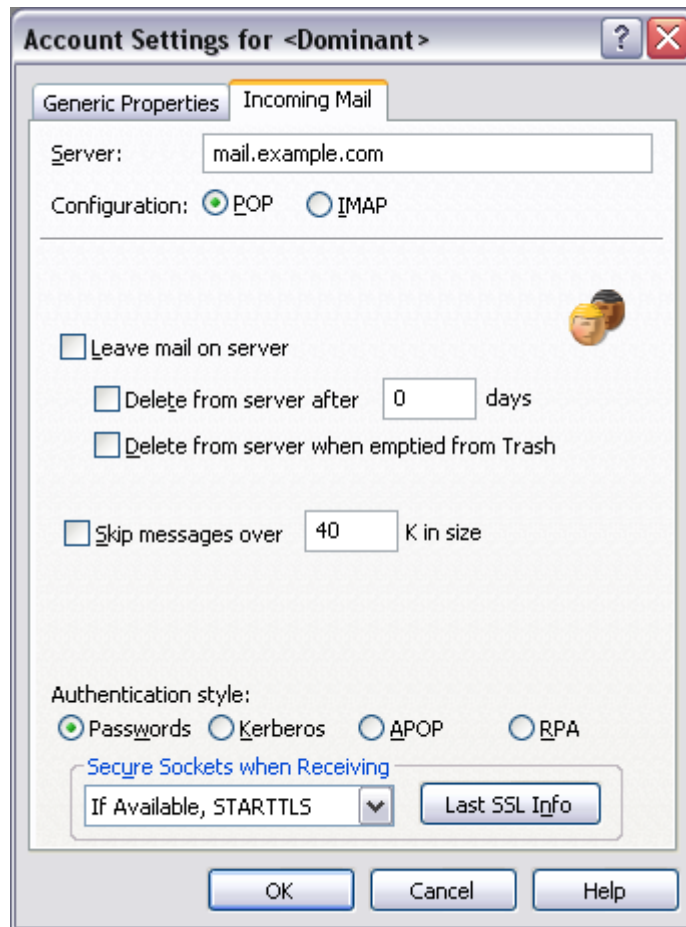 Account Settings for <Dominant>
Generic Properties Incoming Mail
Server: mail.example.com
Configuration: POP IMAP
Leave mail on server
Delete from server after 0 days
Delete from server when emptied from Trash
Skip messages over 40 K in size
Authentication style:
Passwords Kerberos APOP RPA
Secure Sockets when Receiving
If Available, STARTTLS Last SSL Info
OK Cancel Help